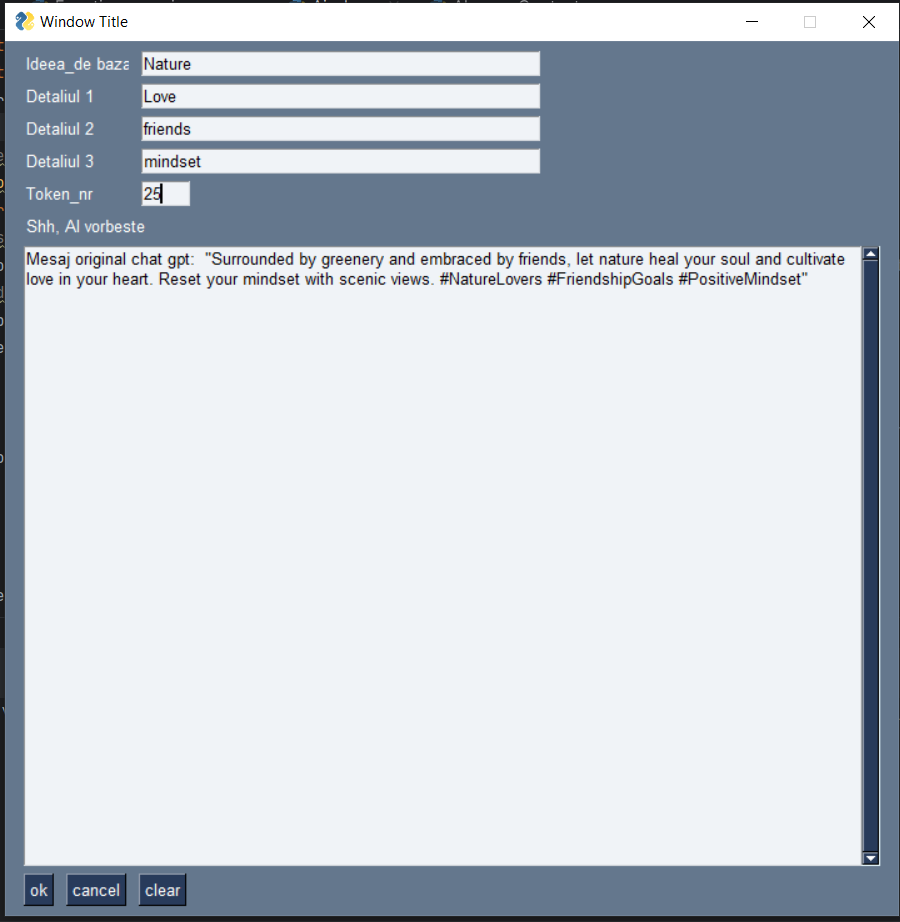 Window Title
Ideea_de baza Nature
Detaliul 1 Love
Detaliul 2 friends
Detaliul 3 mindset
Token_nr 25
Shh, AI vorbeste
Mesaj original chat gpt:  "Surrounded by greenery and embraced by friends, let nature heal your soul and cultivate
love in your heart. Reset your mindset with scenic views. #NatureLovers #FriendshipGoals #PositiveMindset"
ok cancel clear